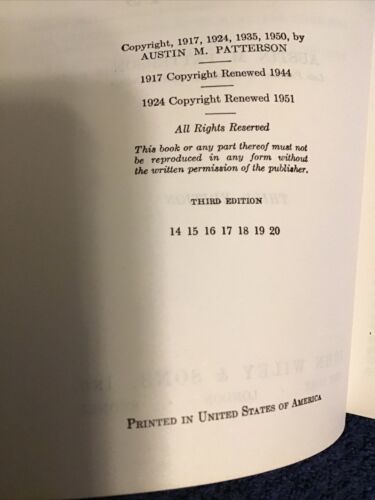 Copyright, 1917, 1924, 1935, 1950, by
AUSTIN M. PATTERSON
1917 Copyright Renewed 1944
1924 Copyright Renewed 1951
All Rights Reserved
This book or any part thereof must not
be reproduced in any form without
the written permission of the publisher.
THIRD EDITION
14 15 16 17 18 19 20
PRINTED IN UNITED STATES OF AMERICA